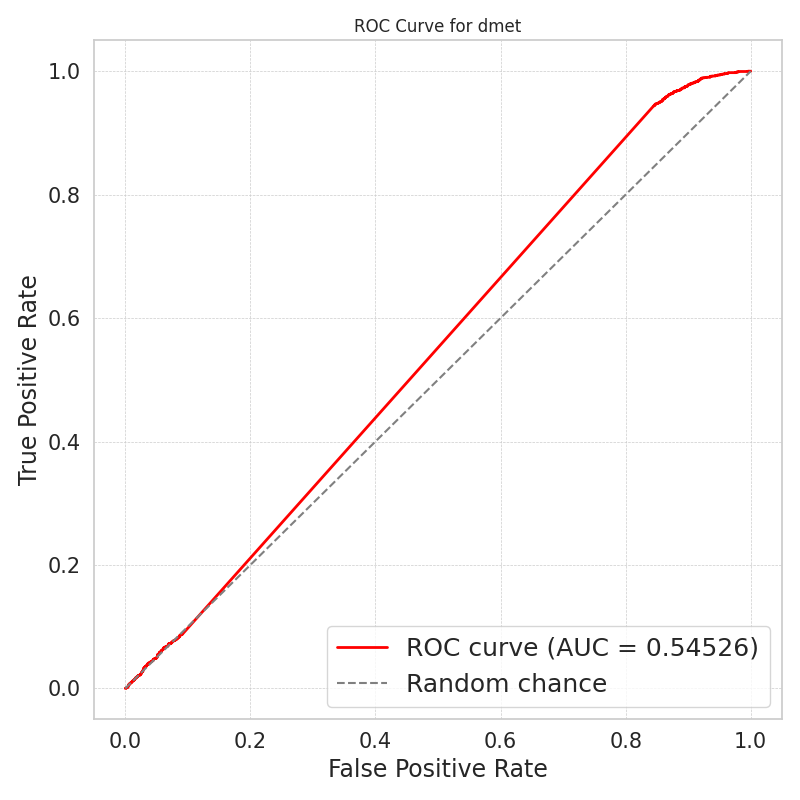 ROC Curve for dmet
1.0
0.8
0.6
0.4
0.2
0.0
True Positive Rate
ROC curve (AUC = 0.54526)
Random chance
0.0 0.2 0.4 0.6 0.8 1.0
False Positive Rate